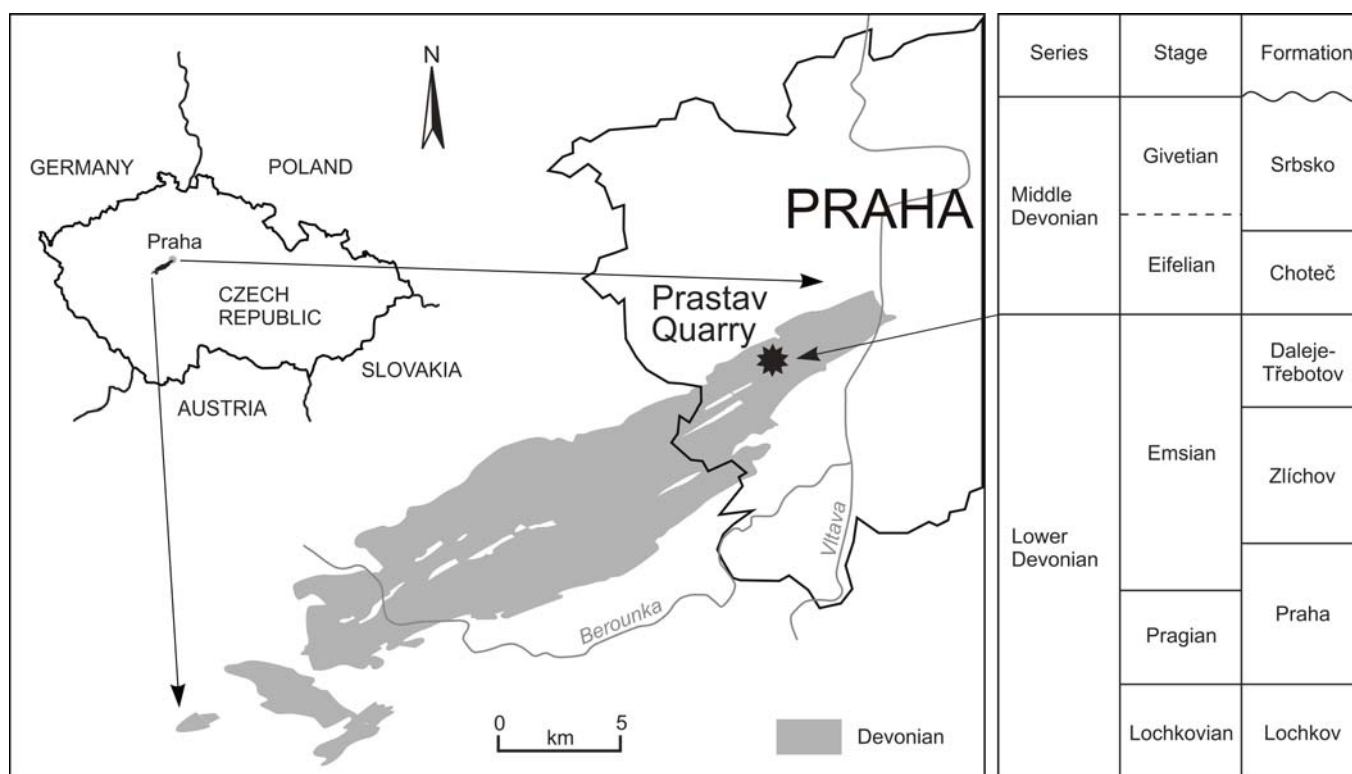 N
GERMANY
POLAND
Praha
CZECH
REPUBLIC
SLOVAKIA
AUSTRIA
PRAHA
Prastav
Quarry
Vltava
Berounka
0 5
km
Devonian
Series Stage Formation
Middle
Devonian
Givetian
Srbsko
Eifelian
Choteč
Lower
Devonian
Emsian
Daleje-
Třebotov
Zlíchov
Pragian
Praha
Lochkovian
Lochkov